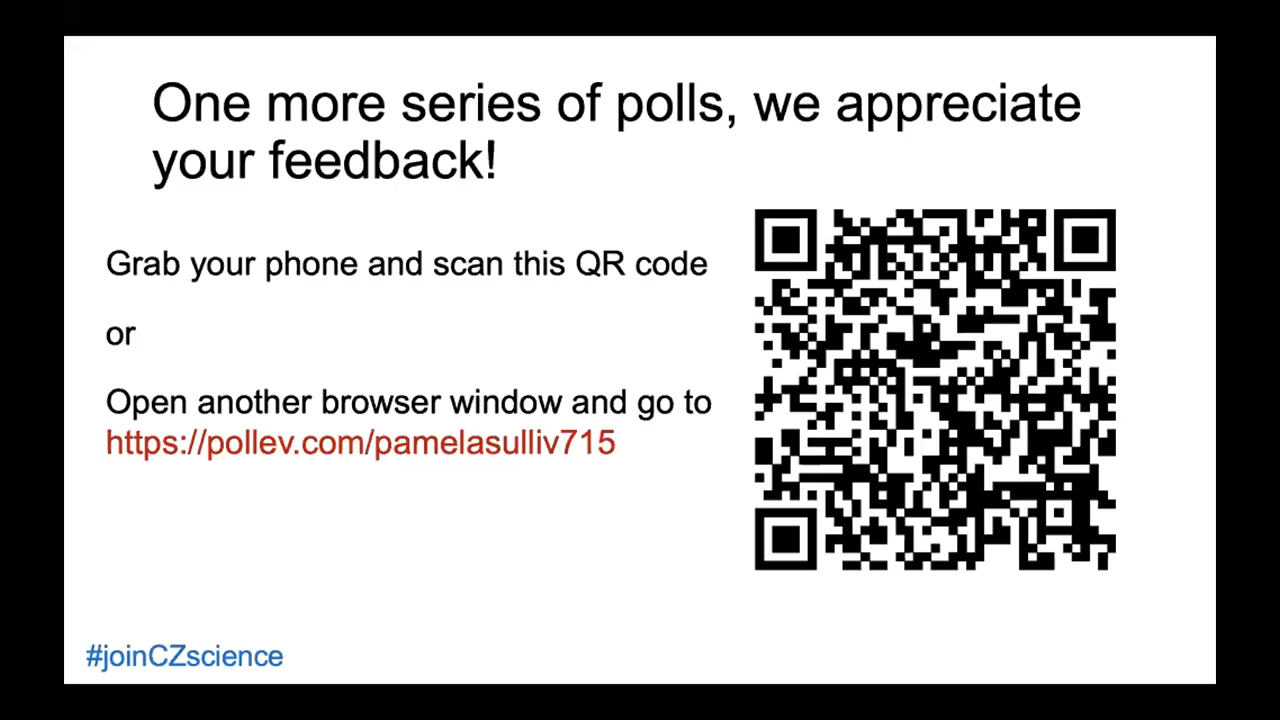 One more series of polls, we appreciate
your feedback!
Grab your phone and scan this QR code
or
Open another browser window and go to
https://pollev.com/pamelasulliv715
#joinCZscience